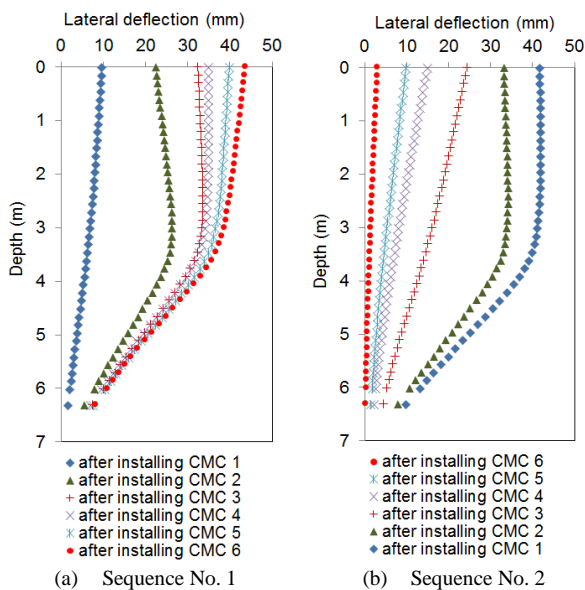 Lateral deflection (mm)
0 10 20 30 40 50
0
1
2
3
4
5
6
7
Depth (m)
after installing CMC 1
after installing CMC 2
after installing CMC 3
after installing CMC 4
after installing CMC 5
after installing CMC 6
(a) Sequence No. 1
Lateral deflection (mm)
0 10 20 30 40 50
0
1
2
3
4
5
6
7
Depth (m)
after installing CMC 6
after installing CMC 5
after installing CMC 4
after installing CMC 3
after installing CMC 2
after installing CMC 1
(b) Sequence No. 2